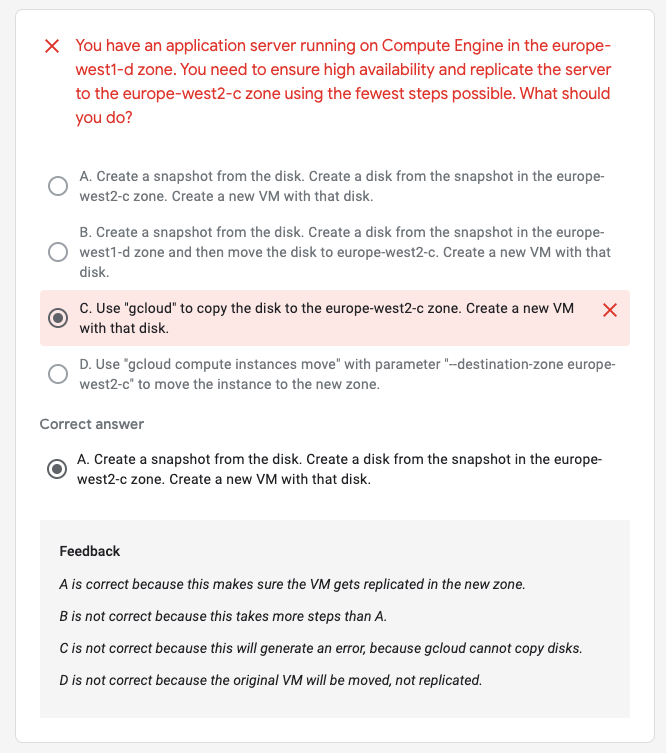 You have an application server running on Compute Engine in the europe-
west1-d zone. You need to ensure high availability and replicate the server
to the europe-west2-c zone using the fewest steps possible. What should
you do?
A. Create a snapshot from the disk. Create a disk from the snapshot in the europe-
west2-c zone. Create a new VM with that disk.
B. Create a snapshot from the disk. Create a disk from the snapshot in the europe-
west1-d zone and then move the disk to europe-west2-c. Create a new VM with that
disk.
C. Use "gcloud" to copy the disk to the europe-west2-c zone. Create a new VM
with that disk.
D. Use "gcloud compute instances move" with parameter "--destination-zone europe-
west2-c" to move the instance to the new zone.
Correct answer
A. Create a snapshot from the disk. Create a disk from the snapshot in the europe-
west2-c zone. Create a new VM with that disk.
Feedback
A is correct because this makes sure the VM gets replicated in the new zone.
B is not correct because this takes more steps than A.
C is not correct because this will generate an error, because gcloud cannot copy disks.
D is not correct because the original VM will be moved, not replicated.